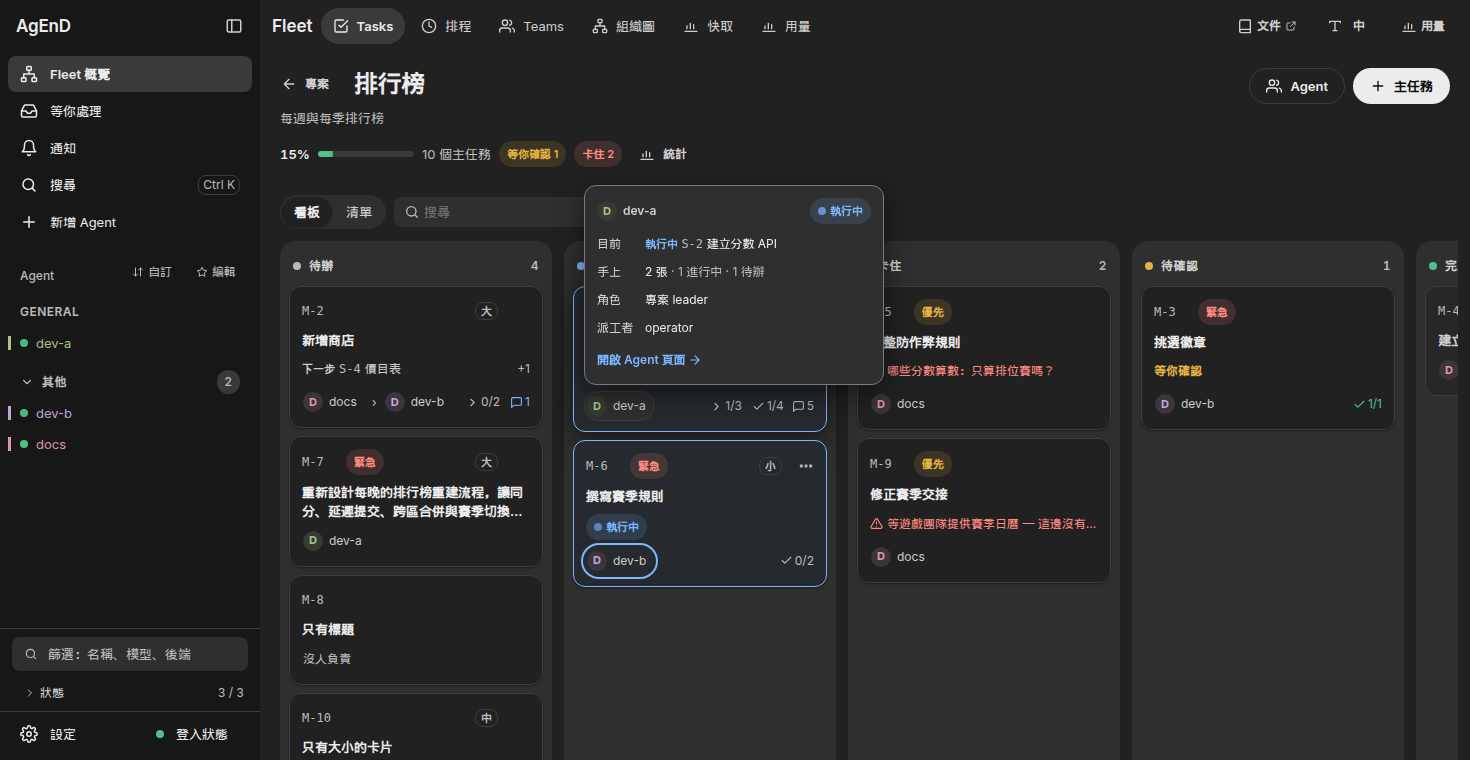 AgEnD
Fleet 概覽
等你處理
通知
搜尋
Ctrl K
新增 Agent
Agent
自訂
編輯
GENERAL
dev-a
其他
2
dev-b
docs
篩選：名稱、模型、後端
狀態
3 / 3
設定
登入狀態
Fleet
Tasks
排程
Teams
組織圖
快取
用量
文件
中
用量
專案
排行榜
Agent
主任務
每週與每季排行榜
15%
10 個主任務
等你確認 1
卡住 2
統計
看板
清單
搜尋
D dev-a
執行中
目前 執行中 S-2 建立分數 API
手上 2 張 · 1 進行中 · 1 待辦
角色 專案 leader
派工者 operator
開啟 Agent 頁面
待辦 4
M-2 大
新增商店
下一步 S-4 價目表 +1
D docs › D dev-b 0/2 1
M-7 緊急 大
重新設計每晚的排行榜重建流程，讓同
分、延遲提交、跨區合併與賽季切換…
D dev-a
M-8
只有標題
沒人負責
M-10 中
只有大小的卡片
D dev-a 1/3 1/4 5
M-6 緊急 小
撰寫賽季規則
執行中
D dev-b 0/2
卡住 2
5 優先
整防作弊規則
哪些分數算數：只算排位賽嗎？
D docs
M-9 優先
修正賽季交接
等遊戲團隊提供賽季日曆 — 這邊沒有…
D docs
待確認 1
M-3 緊急
挑選徽章
等你確認
D dev-b 1/1
完
M-4
建立
D